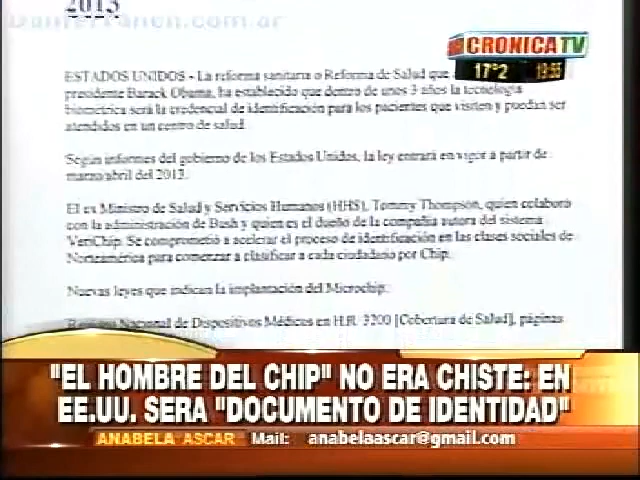 2013
CRONICATV
17°2 19:55
ESTADOS UNIDOS - La reforma sanitaria o Reforma de Salud que
presidente Barack Obama, ha establecido que dentro de unos 3 años la tecnología
biometrica será la credencial de identificación para los pacientes que visiten y puedan ser
atendidos en un centro de salud.
Según informes del gobierno de los Estados Unidos, la ley entrará en vigor a partir de
marzo/abril del 2013.
El ex Ministro de Salud y Servicios Humanos (HHS), Tommy Thompson, quien colaboró
con la administración de Bush y quien es el dueño de la compañia autora del sistema
VeriChip. Se comprometió a acelerar el proceso de identificación en las clases sociales de
Norteamérica para comenzar a clasificar a cada ciudadano por Chip.
Nuevas leyes que indican la implantación del Microchip:
Nacional de Dispositivos Médicos en H.R. 3200 [Cobertura de Salud], páginas
"EL HOMBRE DEL CHIP" NO ERA CHISTE: EN
EE.UU. SERA "DOCUMENTO DE IDENTIDAD"
ANABELA ASCAR Mail: anabelaascar@gmail.com